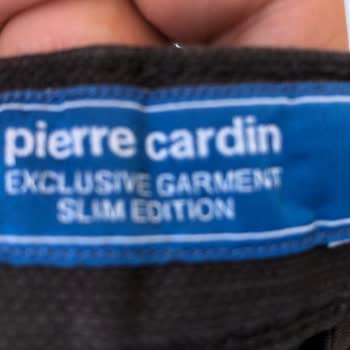 pierre cardin
EXCLUSIVE GARMENT
SLIM EDITION